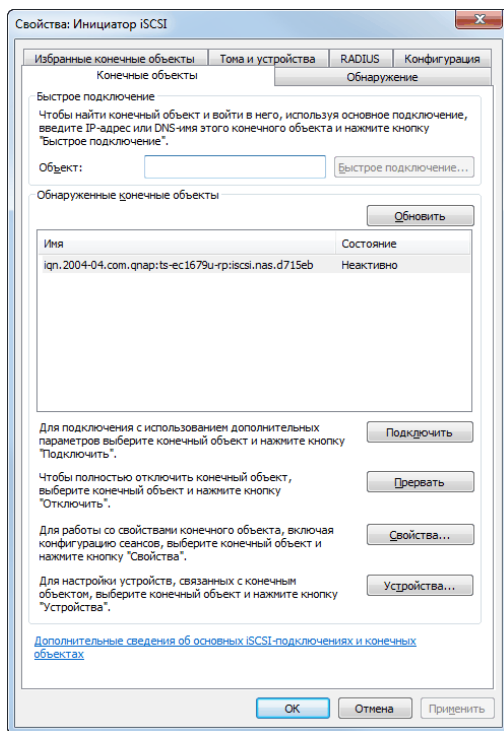 Свойства: Инициатор iSCSI
Избранные конечные объекты
Тома и устройства
RADIUS
Конфигурация
Конечные объекты
Обнаружение
Быстрое подключение
Чтобы найти конечный объект и войти в него, используя основное подключение,
введите IP-адрес или DNS-имя этого конечного объекта и нажмите кнопку
"Быстрое подключение".
Объект:
Быстрое подключение...
Обнаруженные конечные объекты
Обновить
Имя
Состояние
iqn.2004-04.com.qnap:ts-ec1679u-rp:iscsi.nas.d715eb
Неактивно
Для подключения с использованием дополнительных
параметров выберите конечный объект и нажмите кнопку
"Подключить".
Подключить
Чтобы полностью отключить конечный объект,
выберите конечный объект и нажмите кнопку
"Отключить".
Прервать
Для работы со свойствами конечного объекта, включая
конфигурацию сеансов, выберите конечный объект и
нажмите кнопку "Свойства".
Свойства...
Для настройки устройств, связанных с конечным
объектом, выберите конечный объект и нажмите кнопку
"Устройства".
Устройства...
Дополнительные сведения об основных iSCSI-подключениях и конечных
объектах
ОК
Отмена
Применить